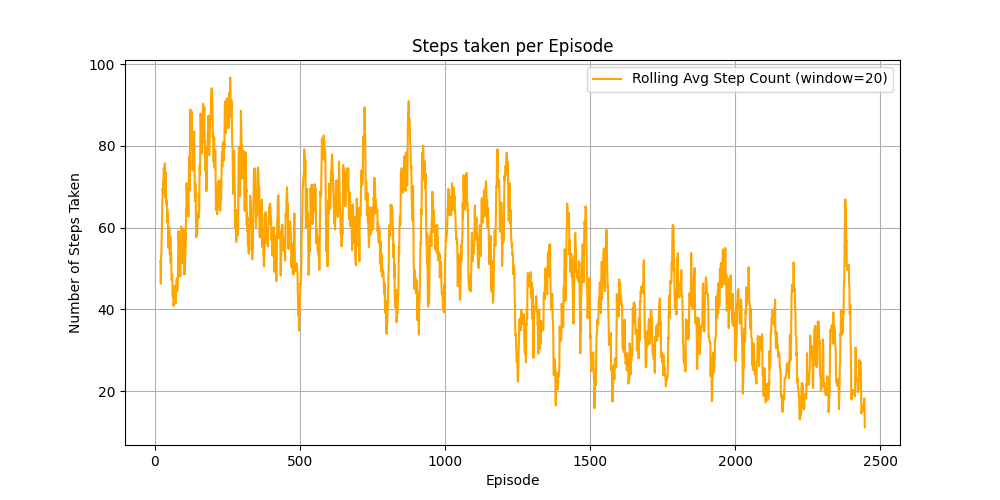 Steps taken per Episode
Rolling Avg Step Count (window=20)
Number of Steps Taken
100
80
60
40
20
0
500
1000
1500
2000
2500
Episode